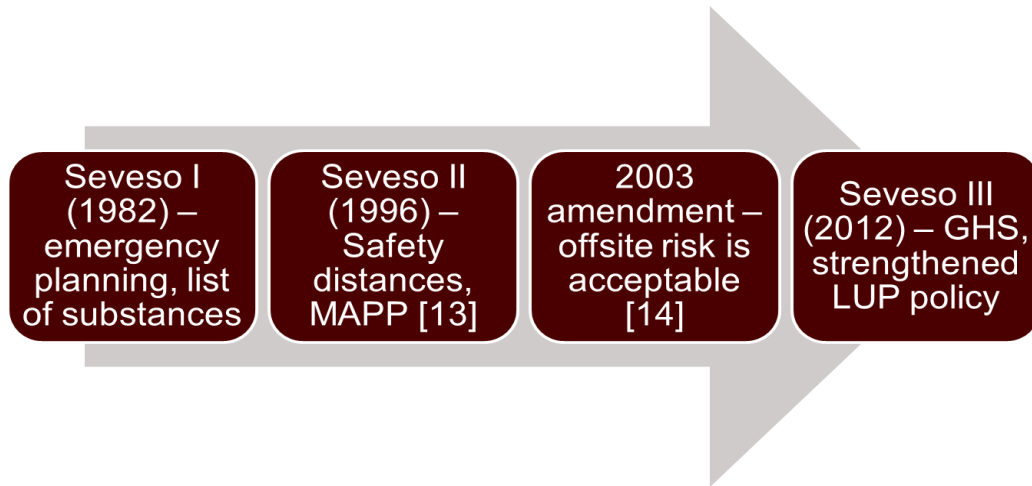 Seveso I
(1982) –
emergency
planning, list
of substances
Seveso II
(1996) –
Safety
distances,
MAPP [13]
2003
amendment –
offsite risk is
acceptable
[14]
Seveso III
(2012) – GHS,
strengthened
LUP policy